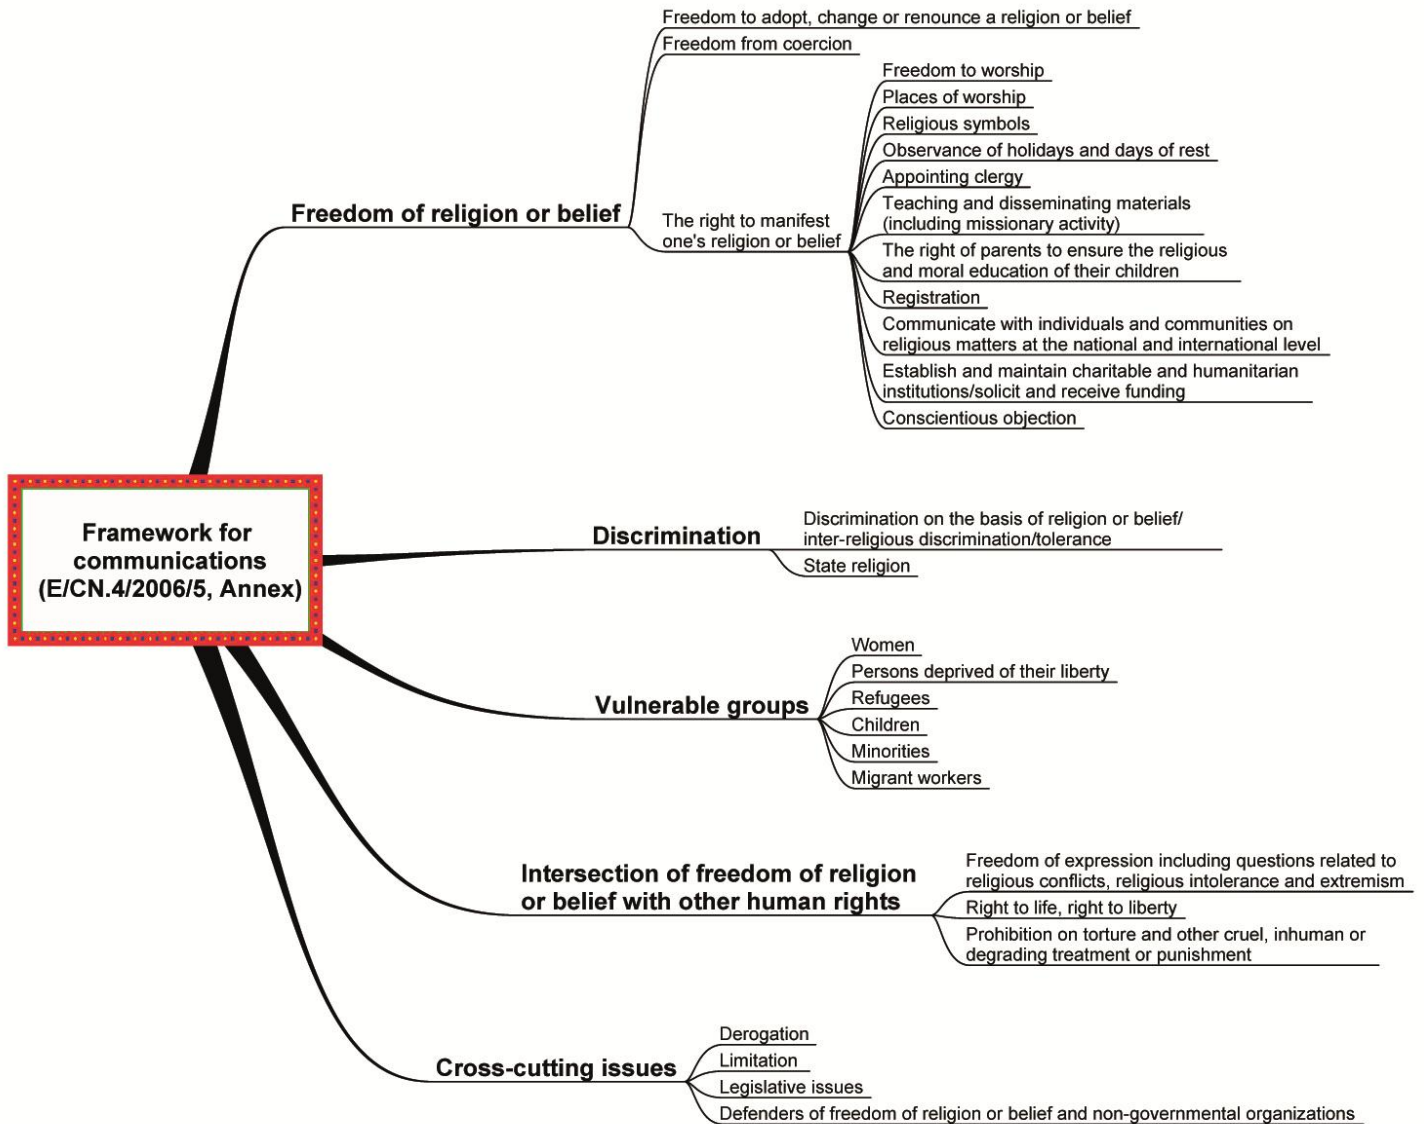 Freedom to adopt, change or renounce a religion or belief
Freedom from coercion
Freedom to worship
Places of worship
Religious symbols
Observance of holidays and days of rest
Appointing clergy
Freedom of religion or belief
The right to manifest
one's religion or belief
Teaching and disseminating materials
(including missionary activity)
The right of parents to ensure the religious
and moral education of their children
Registration
Communicate with individuals and communities on
religious matters at the national and international level
Establish and maintain charitable and humanitarian
institutions/solicit and receive funding
Conscientious objection
Framework for
communications
(E/CN.4/2006/5, Annex)
Discrimination
Discrimination on the basis of religion or belief/
inter-religious discrimination/tolerance
State religion
Vulnerable groups
Women
Persons deprived of their liberty
Refugees
Children
Minorities
Migrant workers
Intersection of freedom of religion
or belief with other human rights
Freedom of expression including questions related to
religious conflicts, religious intolerance and extremism
Right to life, right to liberty
Prohibition on torture and other cruel, inhuman or
degrading treatment or punishment
Cross-cutting issues
Derogation
Limitation
Legislative issues
Defenders of freedom of religion or belief and non-governmental organizations